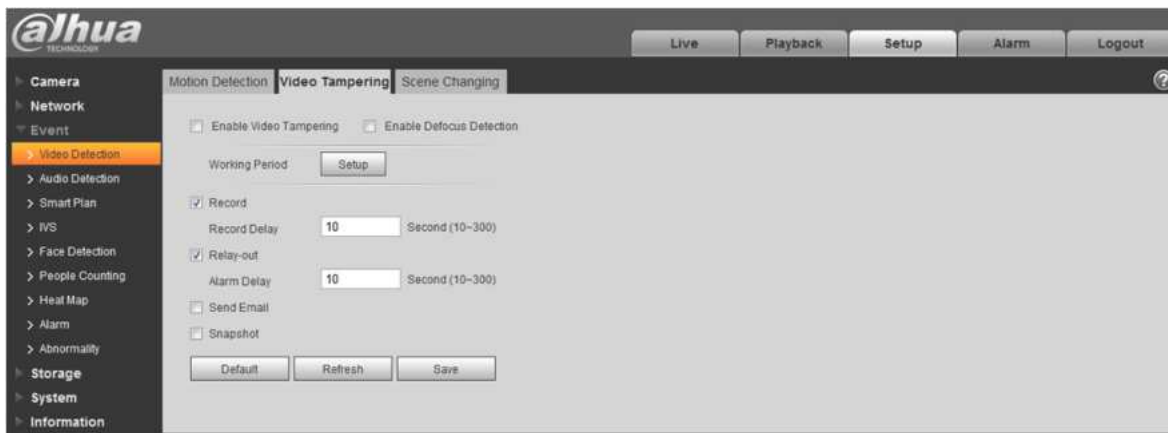 alhua
TECHNOLOGY
Live Playback Setup Alarm Logout
Camera
Network
Event
Video Detection
Audio Detection
Smart Plan
IVS
Face Detection
People Counting
Heat Map
Alarm
Abnormality
Storage
System
Information
Motion Detection Video Tampering Scene Changing
?
Enable Video Tampering Enable Defocus Detection
Working Period Setup
Record
Record Delay 10 Second (10~300)
Relay-out
Alarm Delay 10 Second (10~300)
Send Email
Snapshot
Default Refresh Save